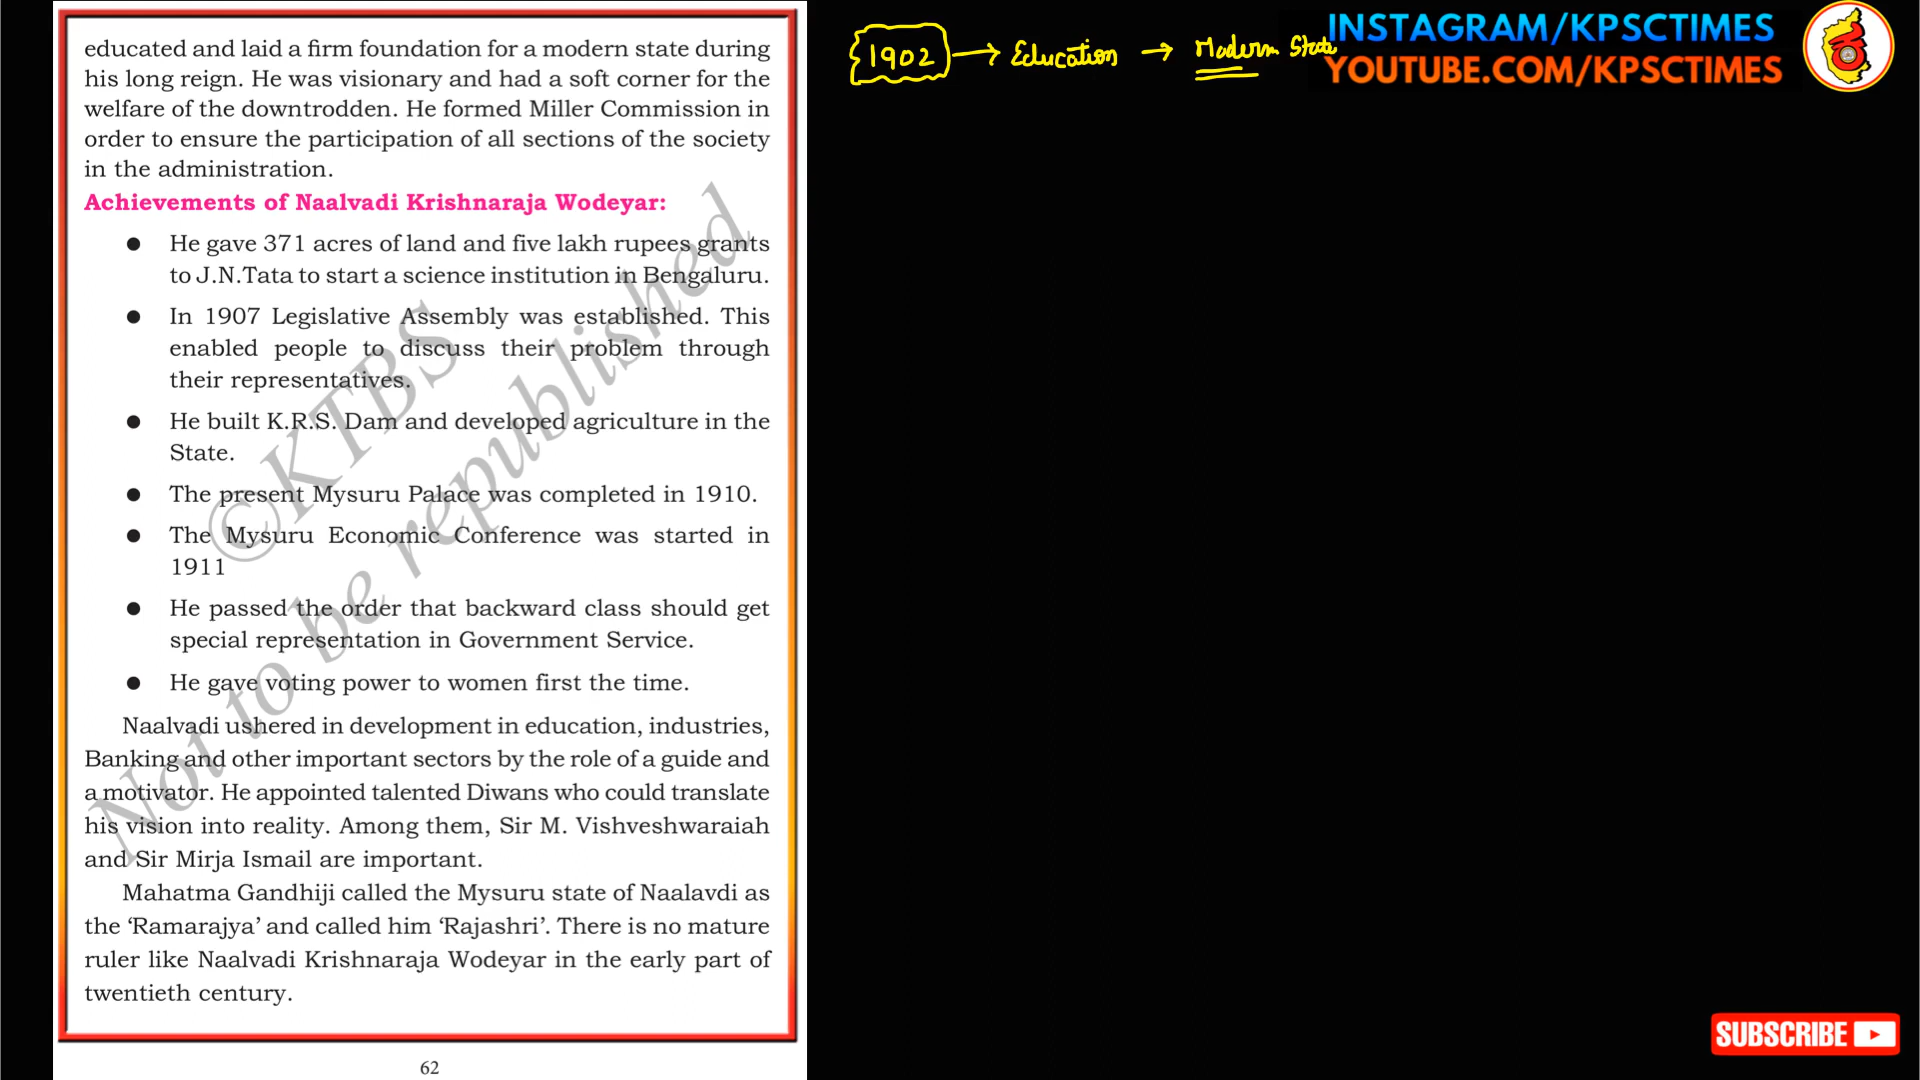 educated and laid a firm foundation for a modern state during
his long reign. He was visionary and had a soft corner for the
welfare of the downtrodden. He formed Miller Commission in
order to ensure the participation of all sections of the society
in the administration.
Achievements of Naalvadi Krishnaraja Wodeyar:
● He gave 371 acres of land and five lakh rupees grants
to J.N.Tata to start a science institution in Bengaluru.
● In 1907 Legislative Assembly was established. This
enabled people to discuss their problem through
their representatives.
● He built K.R.S. Dam and developed agriculture in the
State.
● The present Mysuru Palace was completed in 1910.
● The Mysuru Economic Conference was started in
1911
● He passed the order that backward class should get
special representation in Government Service.
● He gave voting power to women first the time.
Naalvadi ushered in development in education, industries,
Banking and other important sectors by the role of a guide and
a motivator. He appointed talented Diwans who could translate
his vision into reality. Among them, Sir M. Vishveshwaraiah
and Sir Mirja Ismail are important.
Mahatma Gandhiji called the Mysuru state of Naalavdi as
the ‘Ramarajya’ and called him ‘Rajashri’. There is no mature
ruler like Naalvadi Krishnaraja Wodeyar in the early part of
twentieth century.
62
©KTBS
Not to be republished
1902 → Education → Modern State
INSTAGRAM/KPSCTIMES
YOUTUBE.COM/KPSCTIMES
SUBSCRIBE